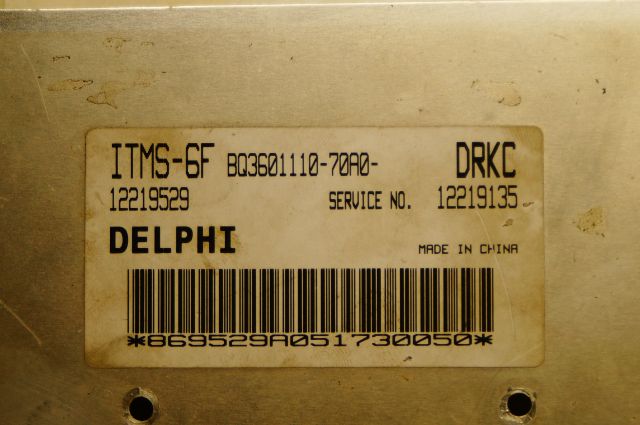 ITMS-6F BQ3601110-70A0- DRKC
12219529 SERVICE NO. 12219135
DELPHI MADE IN CHINA
*869529A051730050*